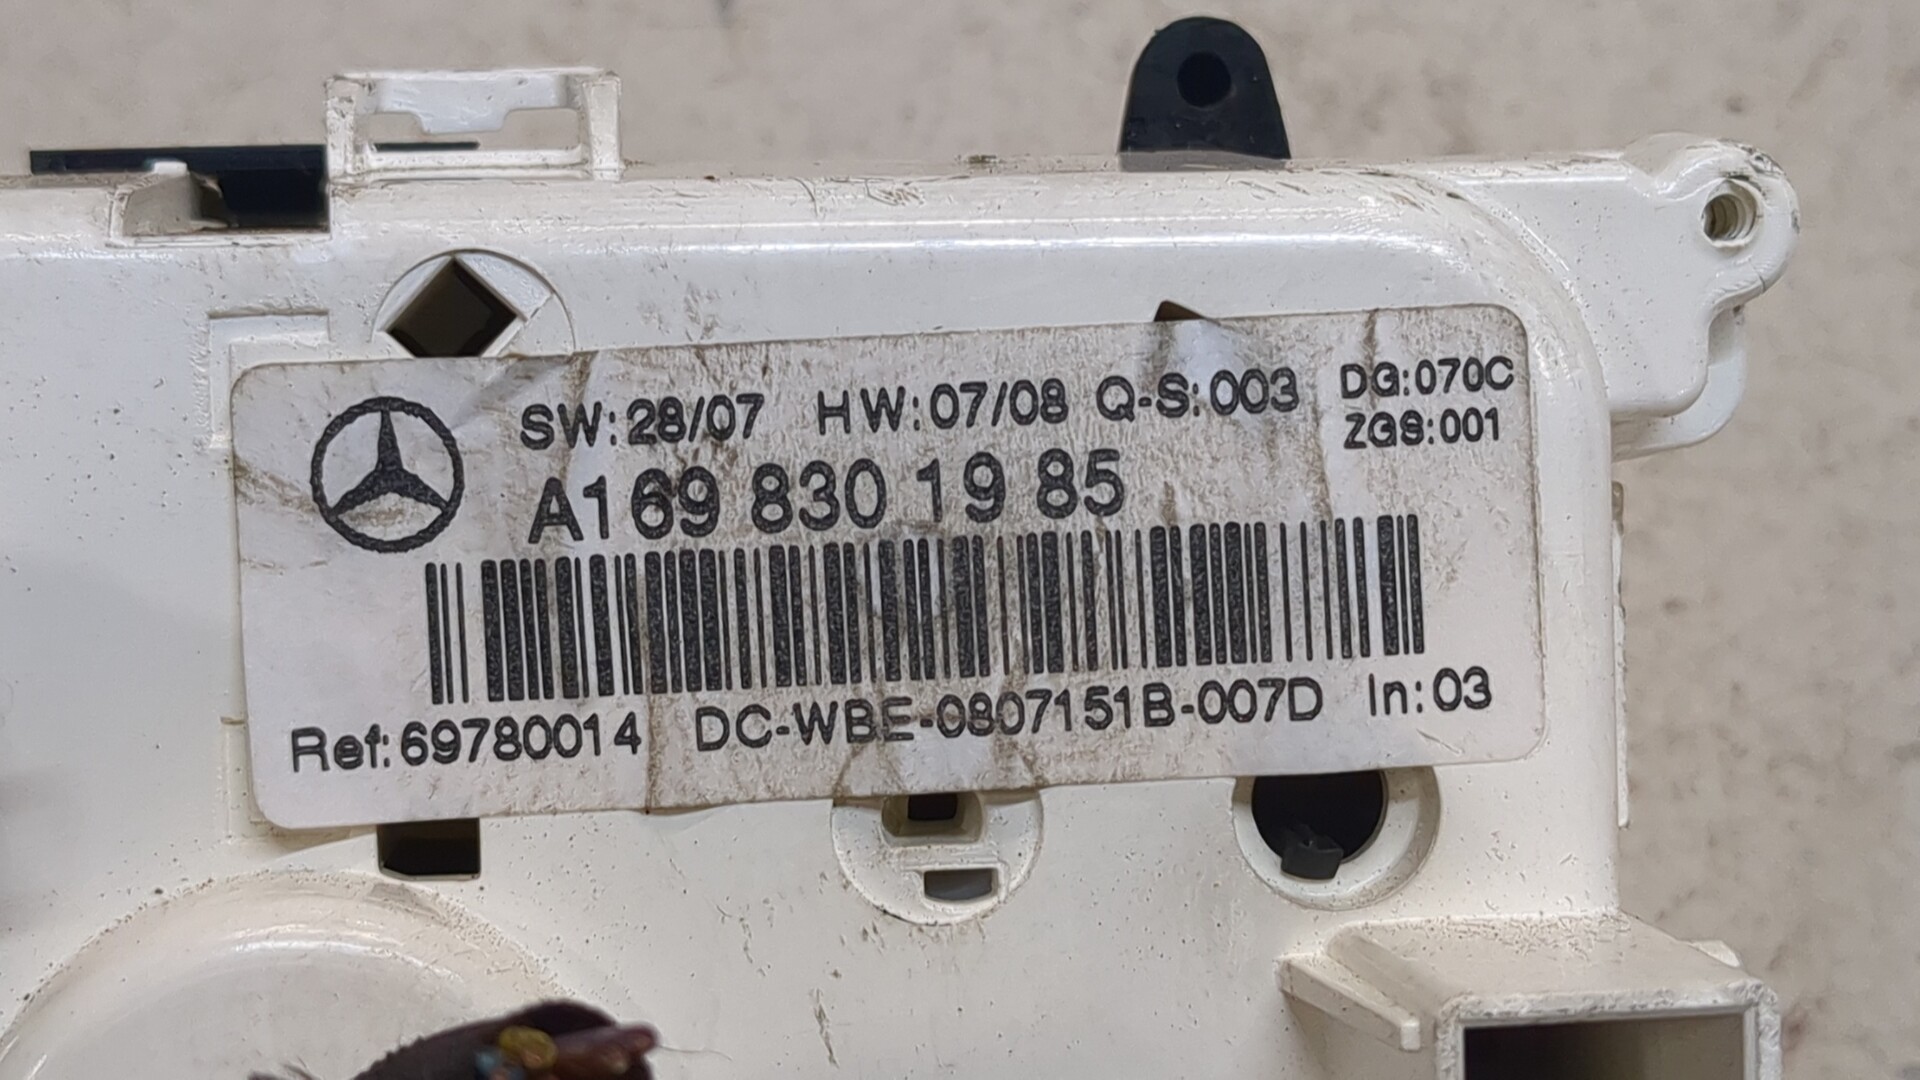 SW:28/07 HW:07/08 Q-S:003 DG:070C
ZGS:001
A169 830 19 85
Ref:69780014 DC-WBE-0807151B-007D In:03